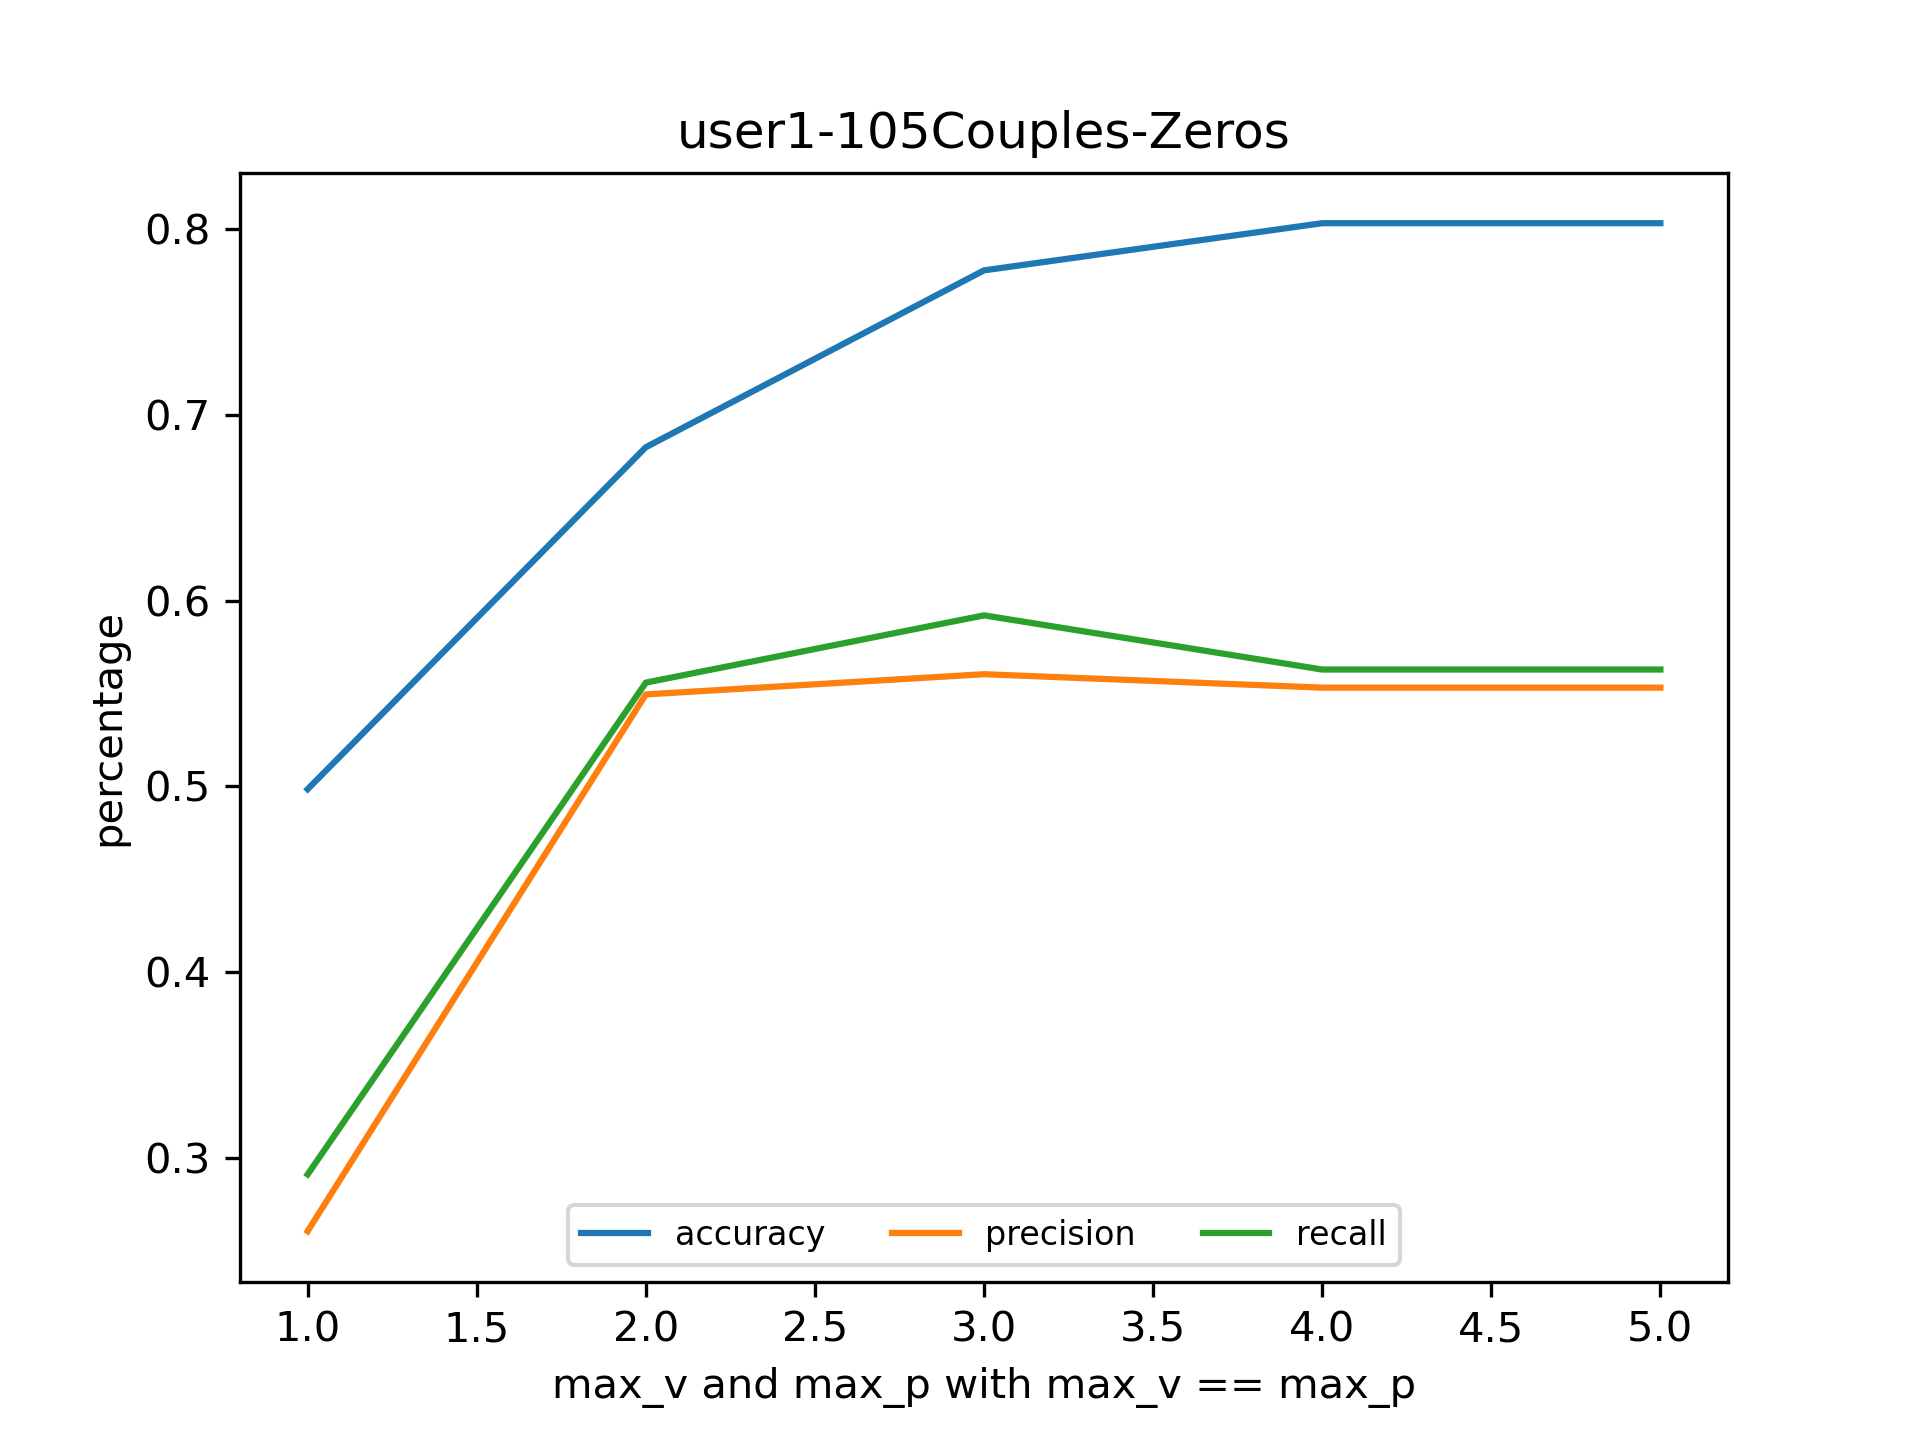 user1-105Couples-Zeros
0.8
0.7
0.6
0.5
0.4
0.3
percentage
accuracy precision recall
1.0 1.5 2.0 2.5 3.0 3.5 4.0 4.5 5.0
max_v and max_p with max_v == max_p